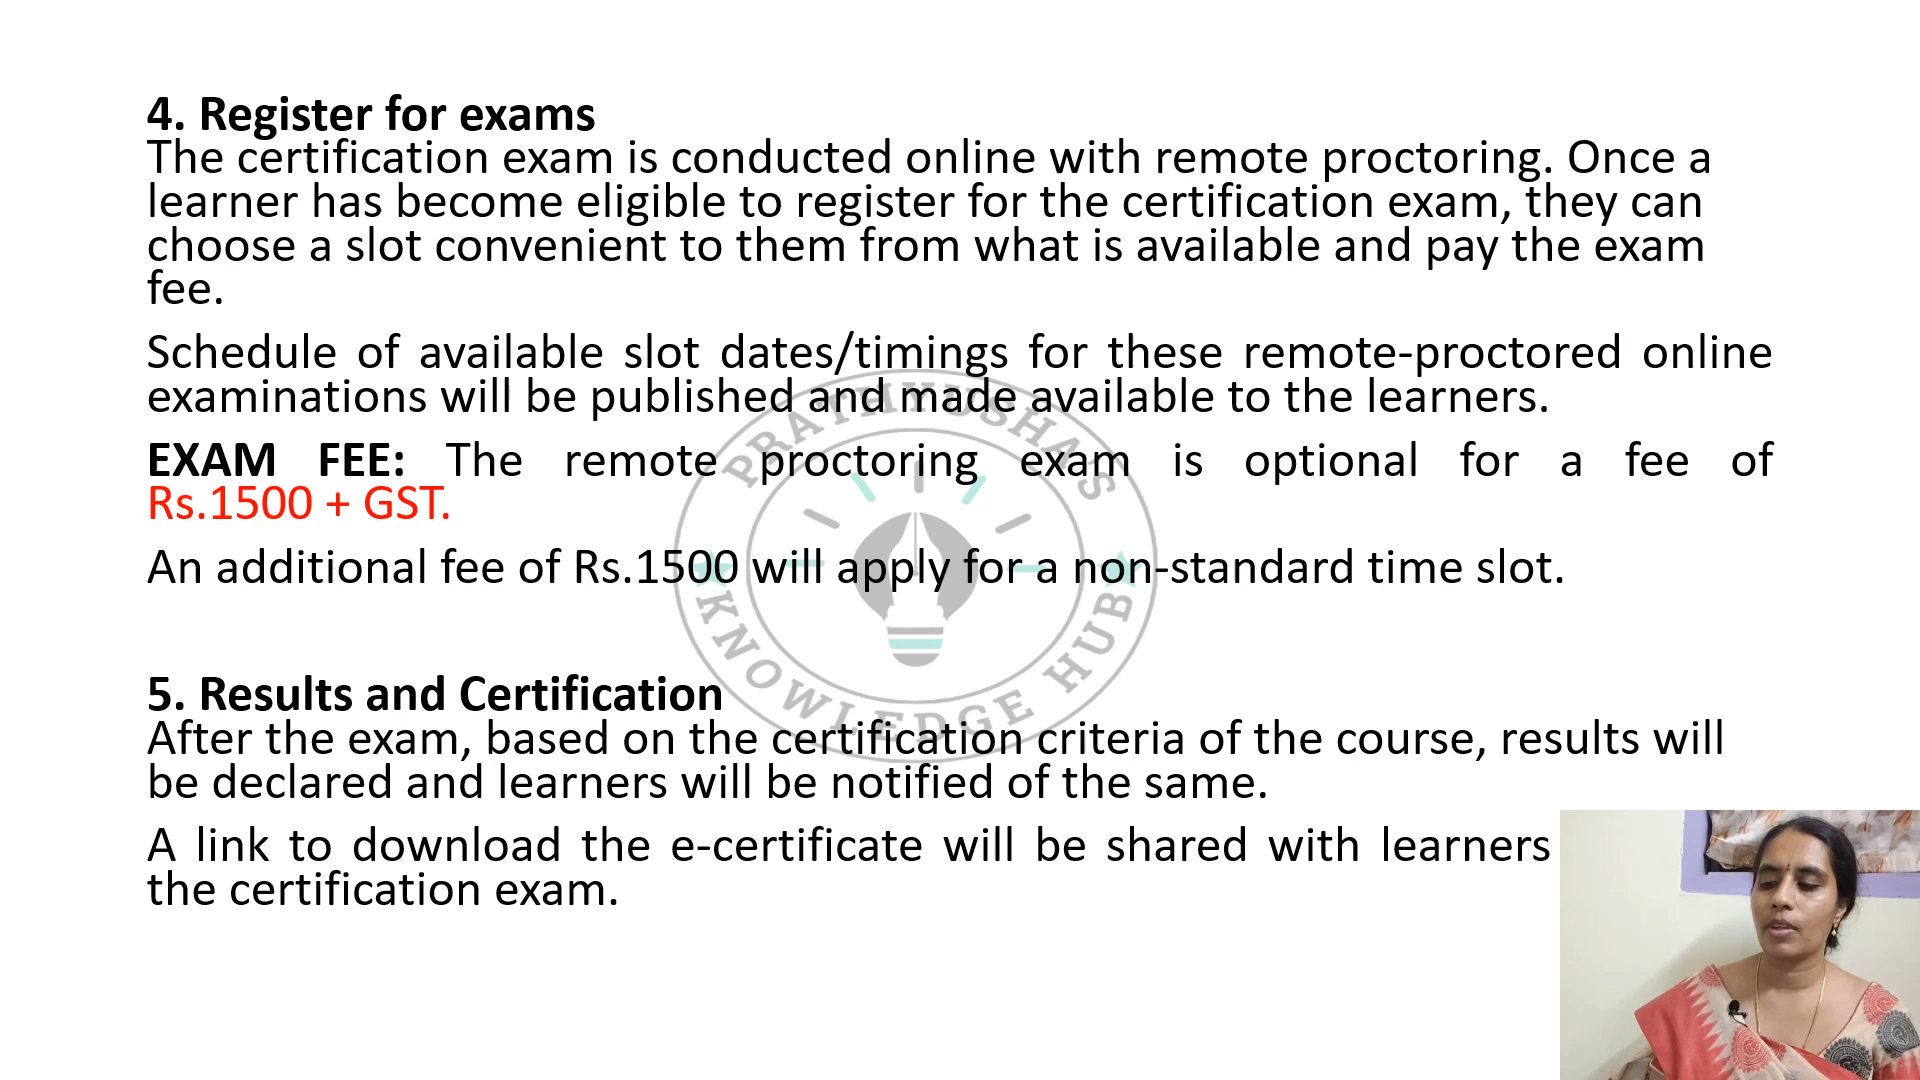 4. Register for exams
The certification exam is conducted online with remote proctoring. Once a
learner has become eligible to register for the certification exam, they can
choose a slot convenient to them from what is available and pay the exam
fee.
Schedule of available slot dates/timings for these remote-proctored online
examinations will be published and made available to the learners.
EXAM FEE: The remote proctoring exam is optional for a fee of
Rs.1500 + GST.
An additional fee of Rs.1500 will apply for a non-standard time slot.
PRATHYUSHA'S
KNOWLEDGE HUB
5. Results and Certification
After the exam, based on the certification criteria of the course, results will
be declared and learners will be notified of the same.
A link to download the e-certificate will be shared with learners
the certification exam.